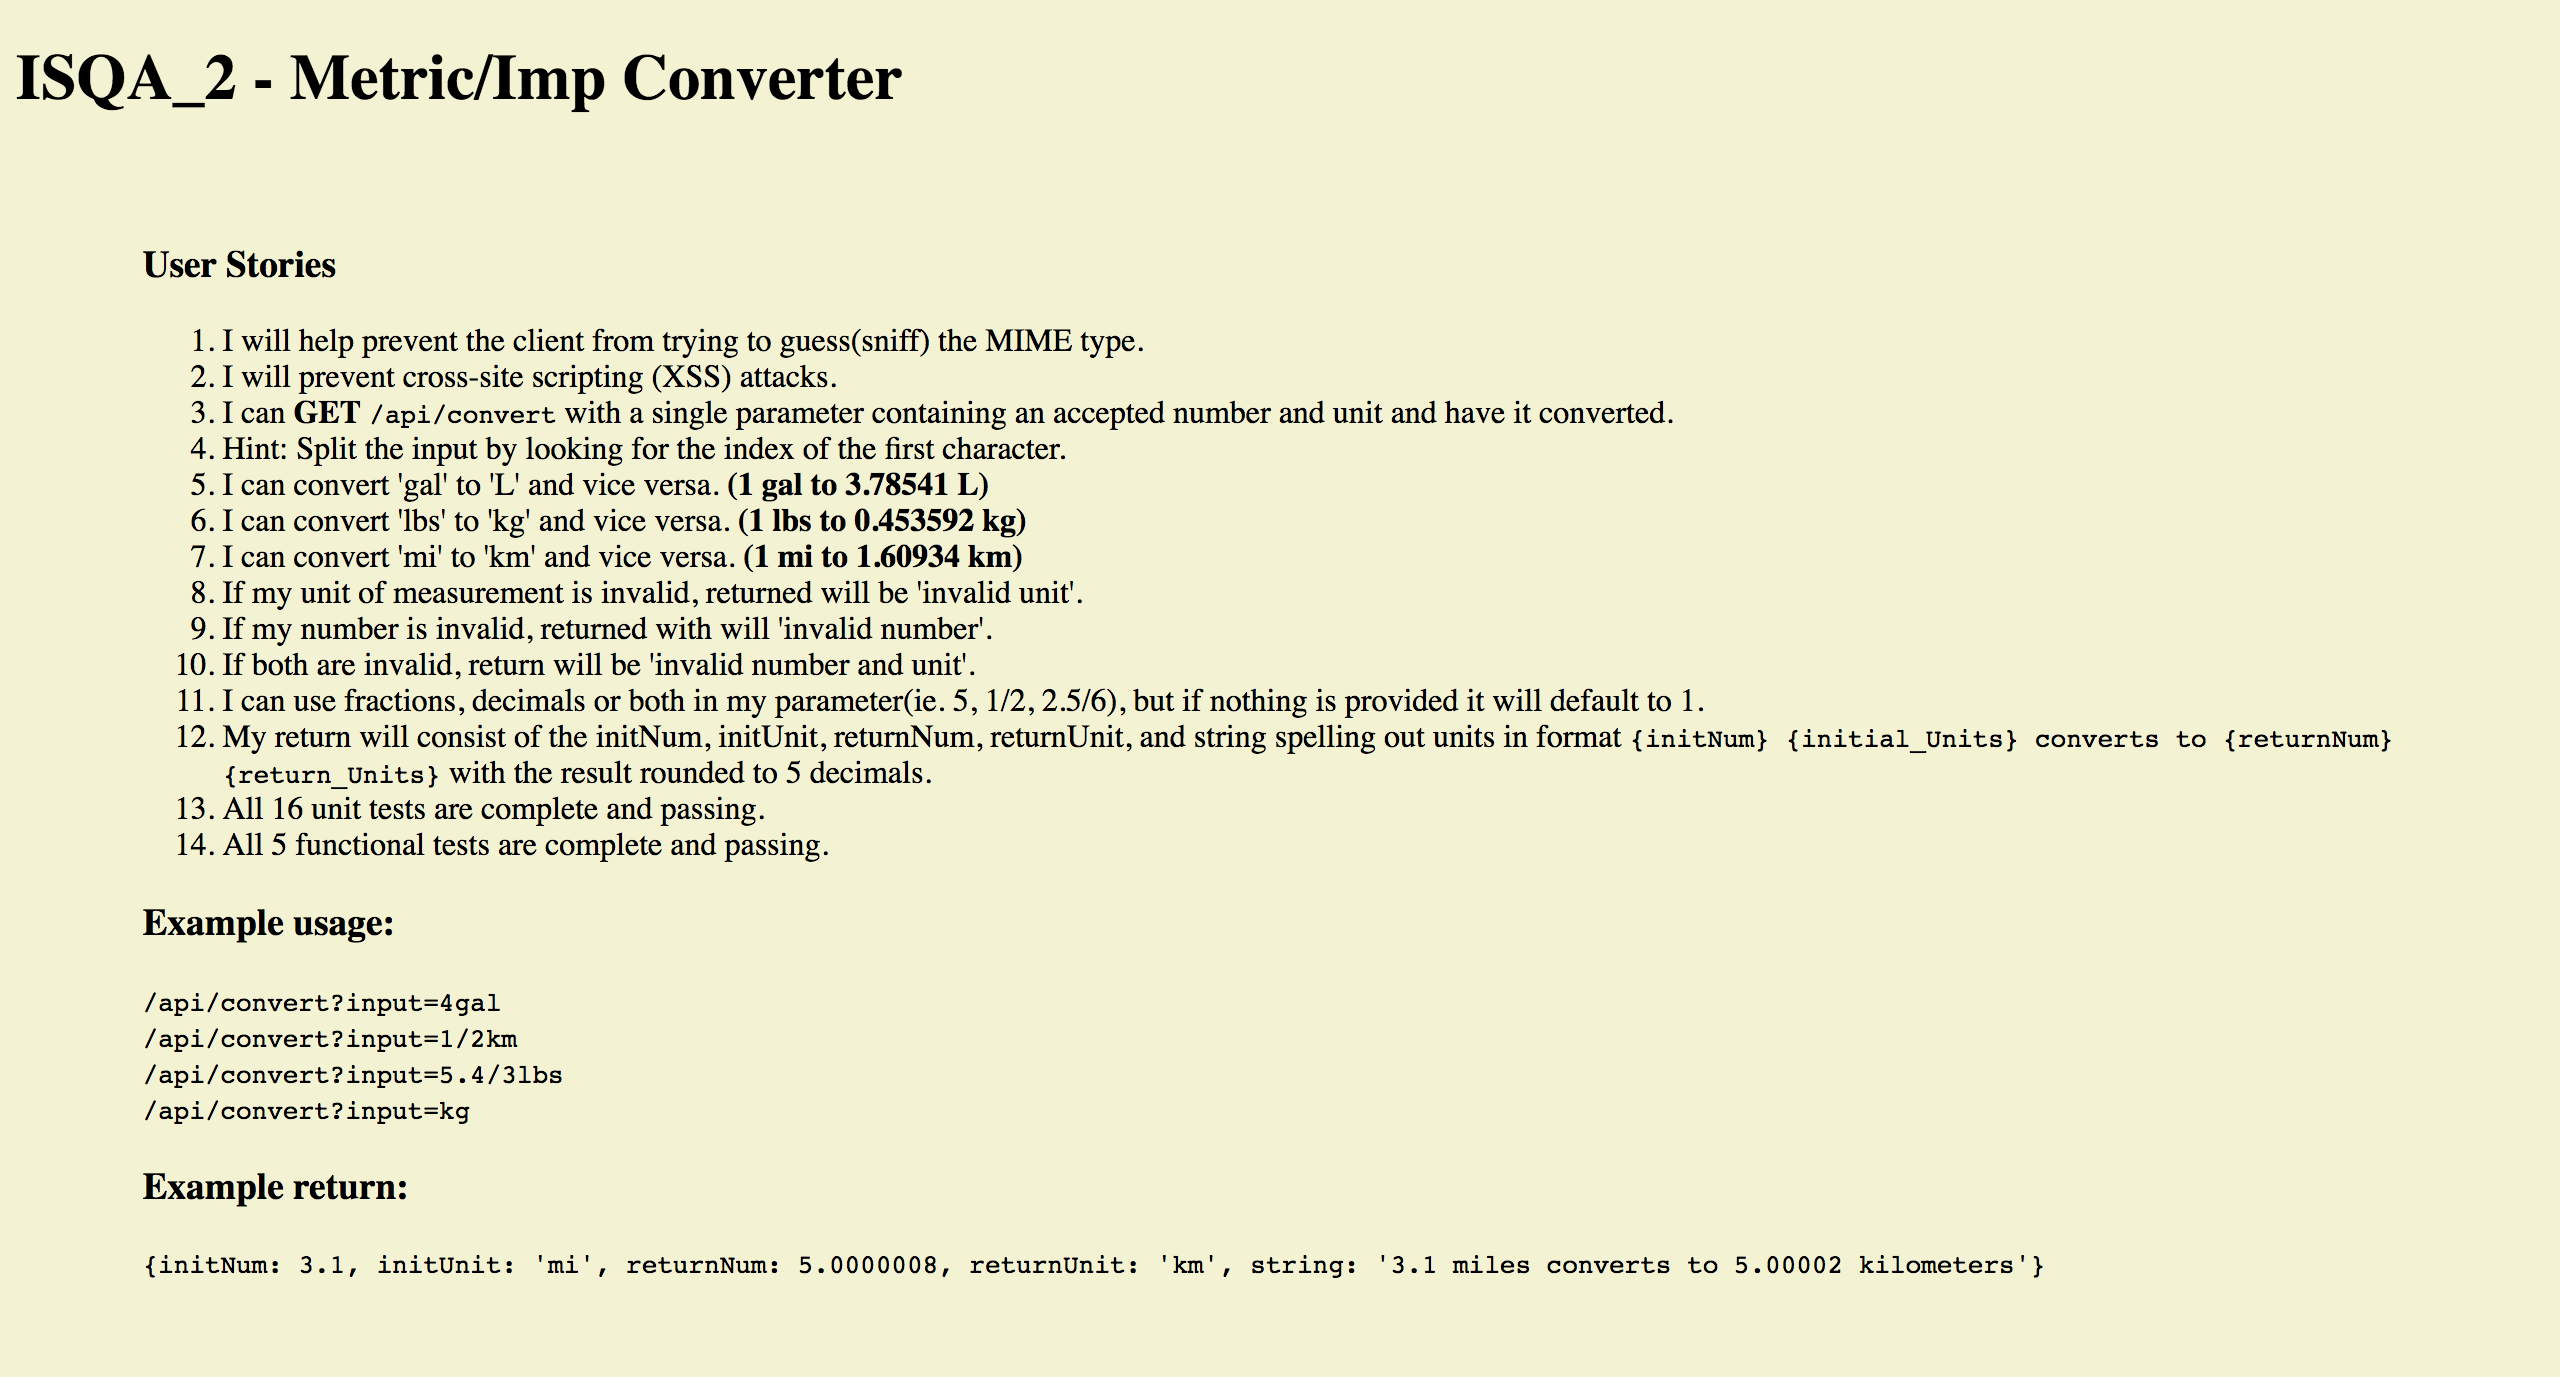 ISQA_2 - Metric/Imp Converter
User Stories
1. I will help prevent the client from trying to guess(sniff) the MIME type.
2. I will prevent cross-site scripting (XSS) attacks.
3. I can GET /api/convert with a single parameter containing an accepted number and unit and have it converted.
4. Hint: Split the input by looking for the index of the first character.
5. I can convert 'gal' to 'L' and vice versa. (1 gal to 3.78541 L)
6. I can convert 'lbs' to 'kg' and vice versa. (1 lbs to 0.453592 kg)
7. I can convert 'mi' to 'km' and vice versa. (1 mi to 1.60934 km)
8. If my unit of measurement is invalid, returned will be 'invalid unit'.
9. If my number is invalid, returned with will 'invalid number'.
10. If both are invalid, return will be 'invalid number and unit'.
11. I can use fractions, decimals or both in my parameter(ie. 5, 1/2, 2.5/6), but if nothing is provided it will default to 1.
12. My return will consist of the initNum, initUnit, returnNum, returnUnit, and string spelling out units in format {initNum} {initial_Units} converts to {returnNum}
{return_Units} with the result rounded to 5 decimals.
13. All 16 unit tests are complete and passing.
14. All 5 functional tests are complete and passing.
Example usage:
/api/convert?input=4gal
/api/convert?input=1/2km
/api/convert?input=5.4/3lbs
/api/convert?input=kg
Example return:
{initNum: 3.1, initUnit: 'mi', returnNum: 5.0000008, returnUnit: 'km', string: '3.1 miles converts to 5.00002 kilometers'}